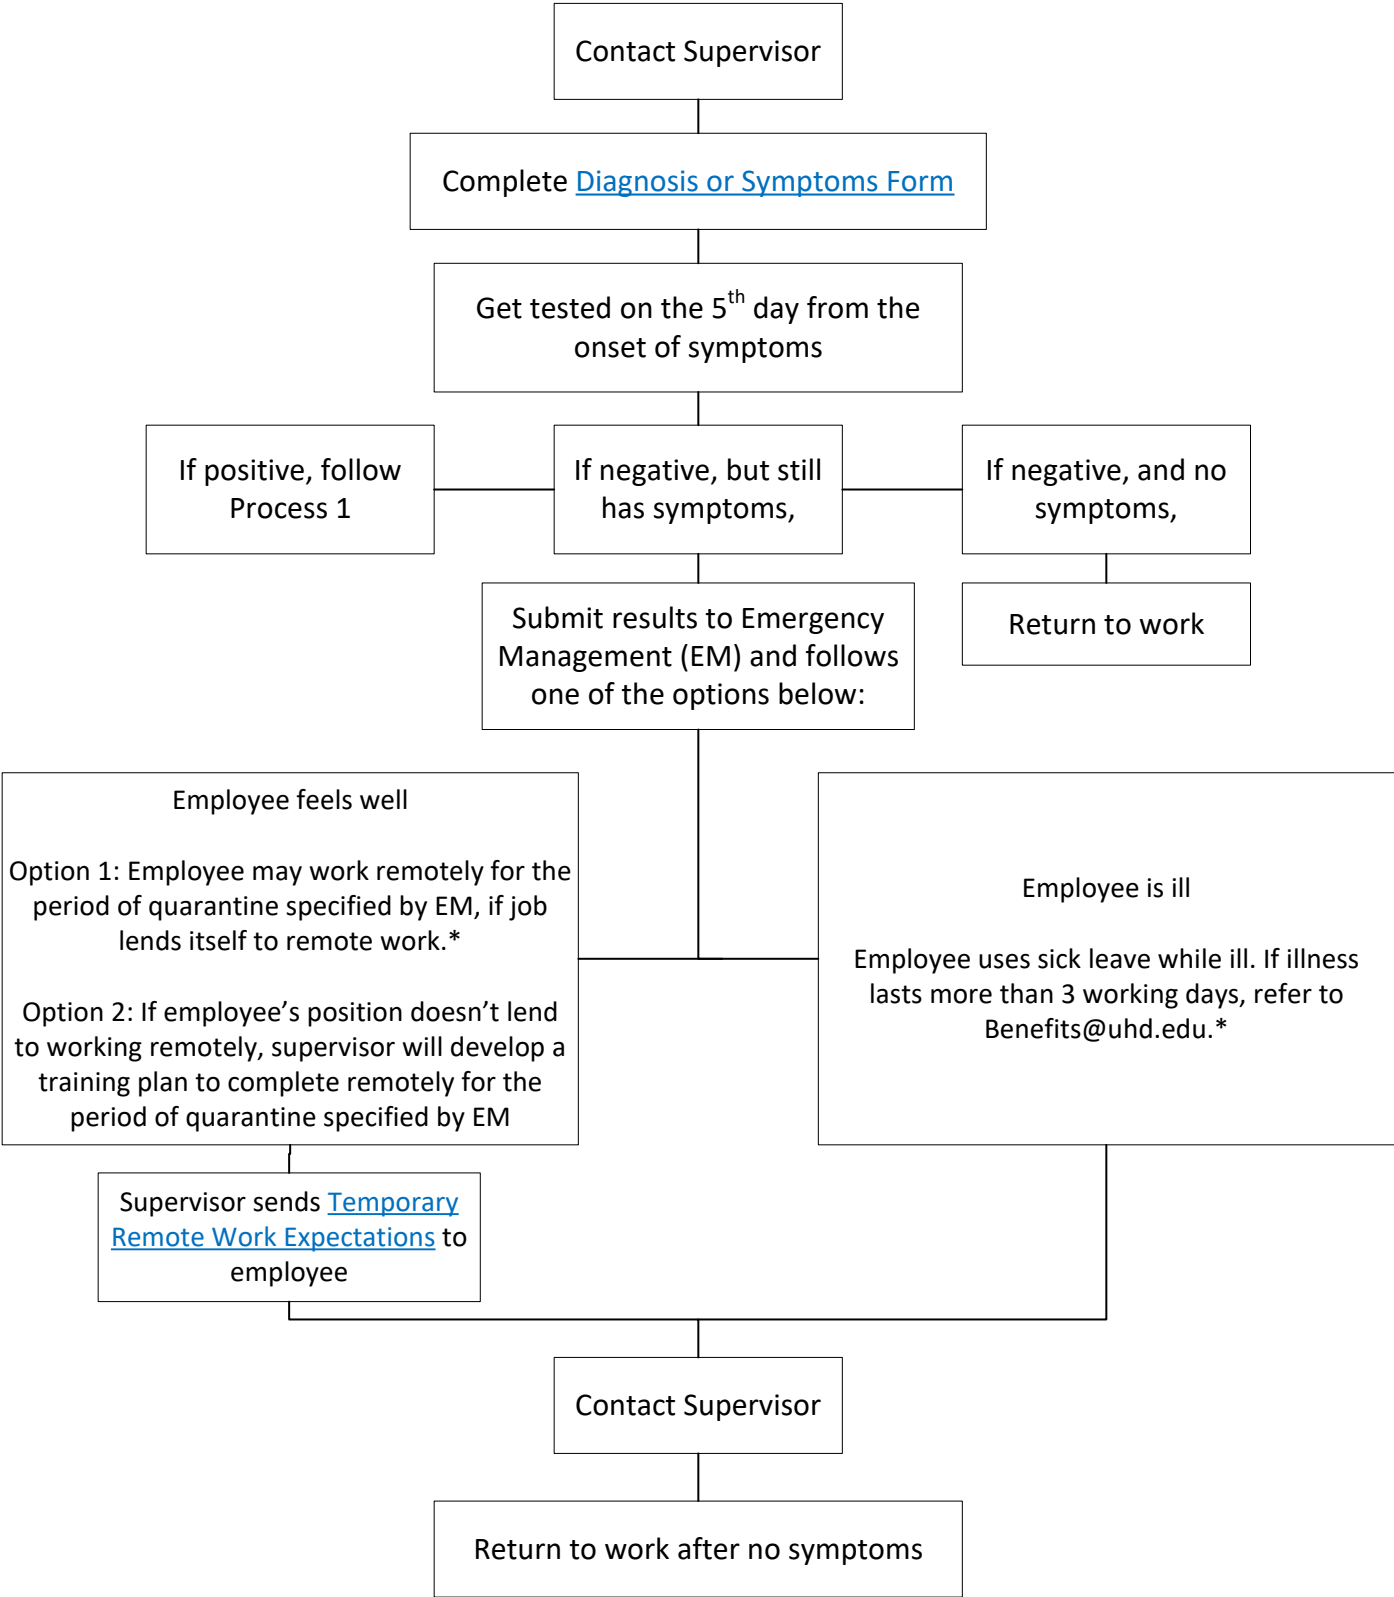 Contact Supervisor
Complete Diagnosis or Symptoms Form
Get tested on the 5th day from the
onset of symptoms
If positive, follow
Process 1
If negative, but still
has symptoms,
If negative, and no
symptoms,
Submit results to Emergency
Management (EM) and follows
one of the options below:
Return to work
Employee feels well
Option 1: Employee may work remotely for the
period of quarantine specified by EM, if job
lends itself to remote work.*
Option 2: If employee’s position doesn’t lend
to working remotely, supervisor will develop a
training plan to complete remotely for the
period of quarantine specified by EM
Employee is ill
Employee uses sick leave while ill. If illness
lasts more than 3 working days, refer to
Benefits@uhd.edu.*
Supervisor sends Temporary
Remote Work Expectations to
employee
Contact Supervisor
Return to work after no symptoms